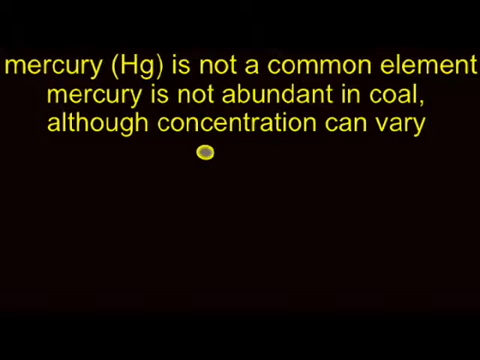 mercury (Hg) is not a common element
mercury is not abundant in coal,
although concentration can vary